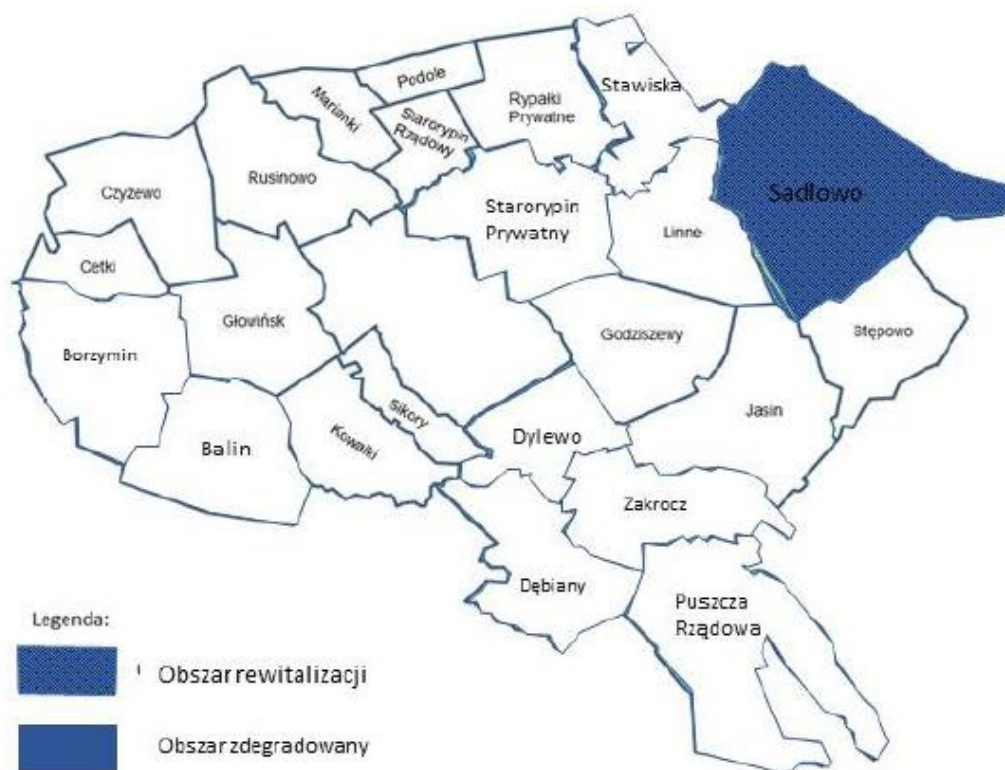 Podole
Stawiska
Marianki
Starorypin
Rządowy
Rypałki
Prywatne
Rusinowo
Czyżewo
Sadłowo
Starorypin
Prywatny
Linne
Cetki
Głowińsk
Godziszewy
Stępowo
Borzymin
Sikory
Jasin
Balin
Kowalki
Dylewo
Zakrocz
Dębiany
Puszcza
Rządowa
Legenda:
Obszar rewitalizacji
Obszar zdegradowany